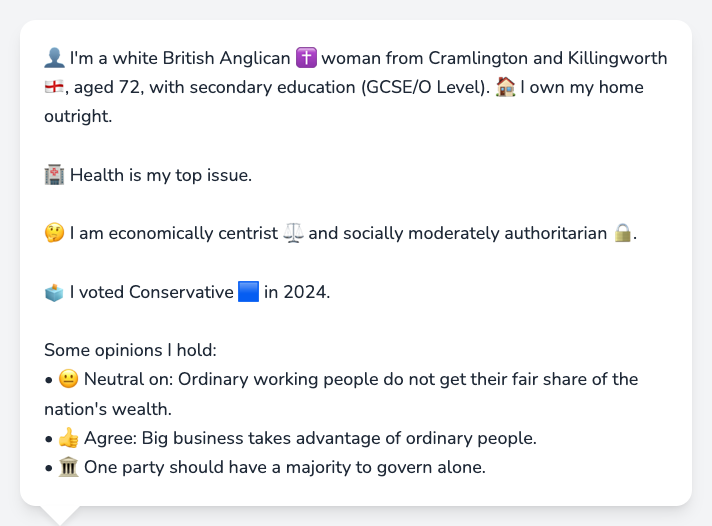 👤 I'm a white British Anglican ✝️ woman from Cramlington and Killingworth
🏴󠁧󠁢󠁥󠁮󠁧󠁿, aged 72, with secondary education (GCSE/O Level). 🏠 I own my home
outright.
🏥 Health is my top issue.
🤔 I am economically centrist ⚖️ and socially moderately authoritarian 🔒.
🗳️ I voted Conservative 🟦 in 2024.
Some opinions I hold:
• 😐 Neutral on: Ordinary working people do not get their fair share of the
nation's wealth.
• 👍 Agree: Big business takes advantage of ordinary people.
• 🏛️ One party should have a majority to govern alone.